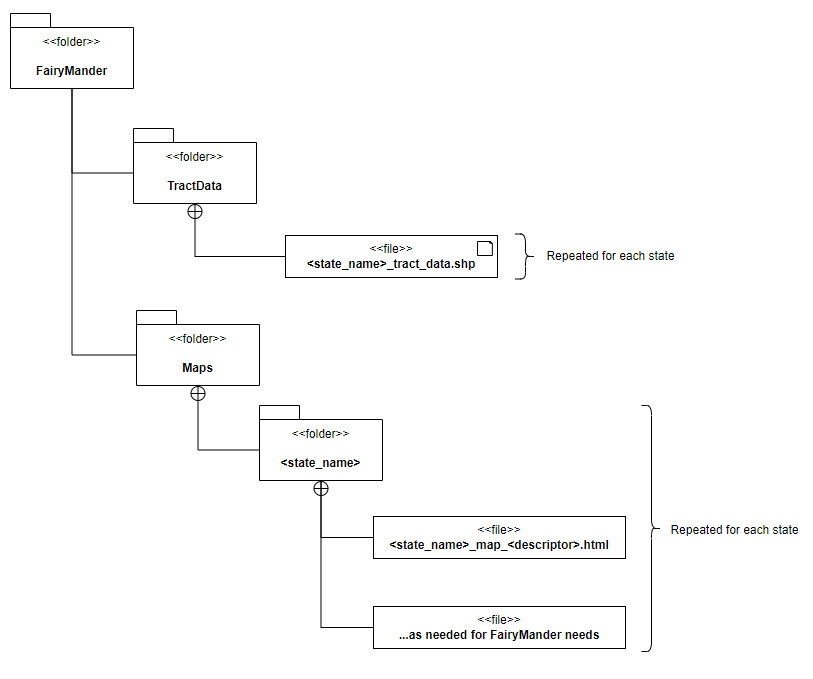 <<folder>>
FairyMander
<<folder>>
TractData
<<file>>
<state_name>_tract_data.shp
Repeated for each state
<<folder>>
Maps
<<folder>>
<state_name>
<<file>>
<state_name>_map_<descriptor>.html
Repeated for each state
<<file>>
...as needed for FairyMander needs